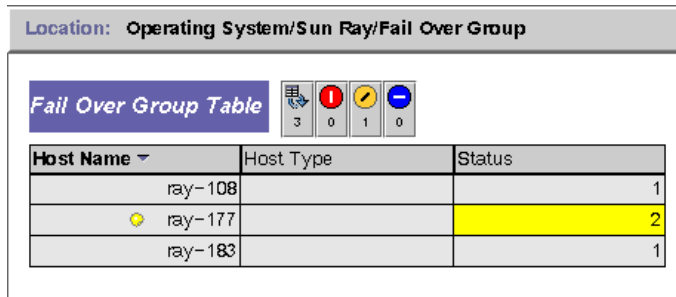 Location: Operating System/Sun Ray/Fail Over Group
Fail Over Group Table 3 0 1 0
Host Name Host Type Status
ray-108 1
ray-177 2
ray-183 1